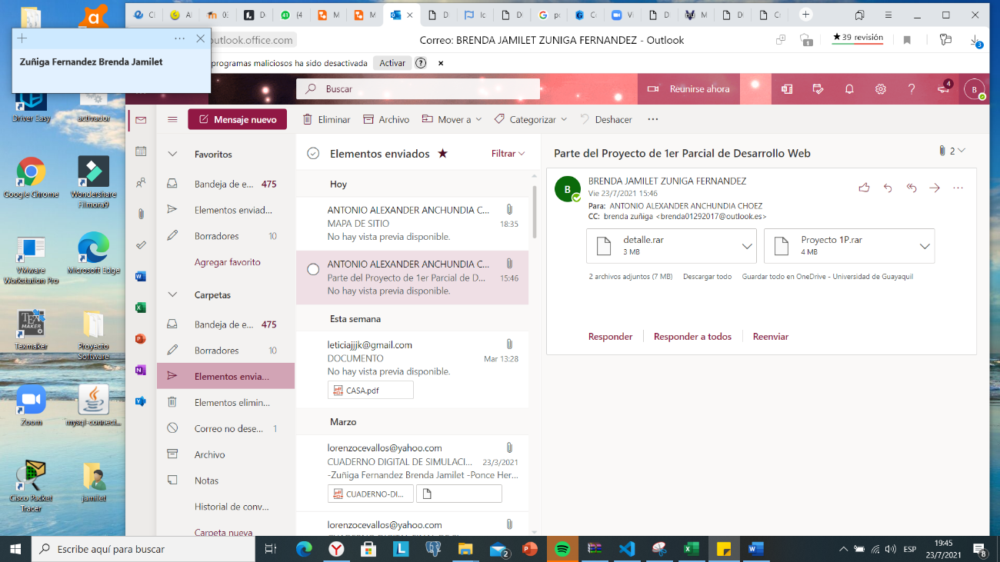 (4
03
Zuñiga Fernandez Brenda Jamilet
outlook.office.com
Correo: BRENDA JAMILET ZUNIGA FERNANDEZ - Outlook
★39 revisión
programas maliciosos ha sido desactivada
Activar
Buscar
Reunirse ahora
4
B
Mensaje nuevo
Eliminar
Archivo
Mover a
Categorizar
Deshacer
Favoritos
Bandeja de e... 475
Elementos enviad...
Borradores 10
Agregar favorito
Carpetas
Bandeja de e... 475
Borradores 10
Elementos envia...
Elementos elimin...
Correo no dese... 1
Archivo
Notas
Historial de conv...
Carpeta nueva
Elementos enviados ★
Filtrar
Hoy
ANTONIO ALEXANDER ANCHUNDIA C...
MAPA DE SITIO 18:35
No hay vista previa disponible.
ANTONIO ALEXANDER ANCHUNDIA C...
Parte del Proyecto de 1er Parcial de D... 15:46
No hay vista previa disponible.
Esta semana
leticiajjjk@gmail.com
DOCUMENTO Mar 13:28
No hay vista previa disponible.
CASA.pdf
Marzo
lorenzocevallos@yahoo.com
CUADERNO DIGITAL DE SIMULACI... 23/3/2021
-Zuñiga Fernandez Brenda Jamilet -Ponce Her...
CUADERNO-DI...
lorenzocevallos@yahoo.com
Parte del Proyecto de 1er Parcial de Desarrollo Web
2
B
BRENDA JAMILET ZUNIGA FERNANDEZ
Vie 23/7/2021 15:46
Para: ANTONIO ALEXANDER ANCHUNDIA CHOEZ
CC: brenda zuñiga <brenda01292017@outlook.es>
detalle.rar
3 MB
Proyecto 1P.rar
4 MB
2 archivos adjuntos (7 MB) Descargar todo Guardar todo en OneDrive - Universidad de Guayaquil
Responder
Responder a todos
Reenviar
Driver Easy
activador
Google Chrome
Wondershare Filmora9
VMware Workstation Pro
Microsoft Edge
Texmaker
Proyecto Software
Zoom
mysql-connecti...
Cisco Packet Tracer
jamilet
Escribe aquí para buscar
ESP
19:45
23/7/2021
8